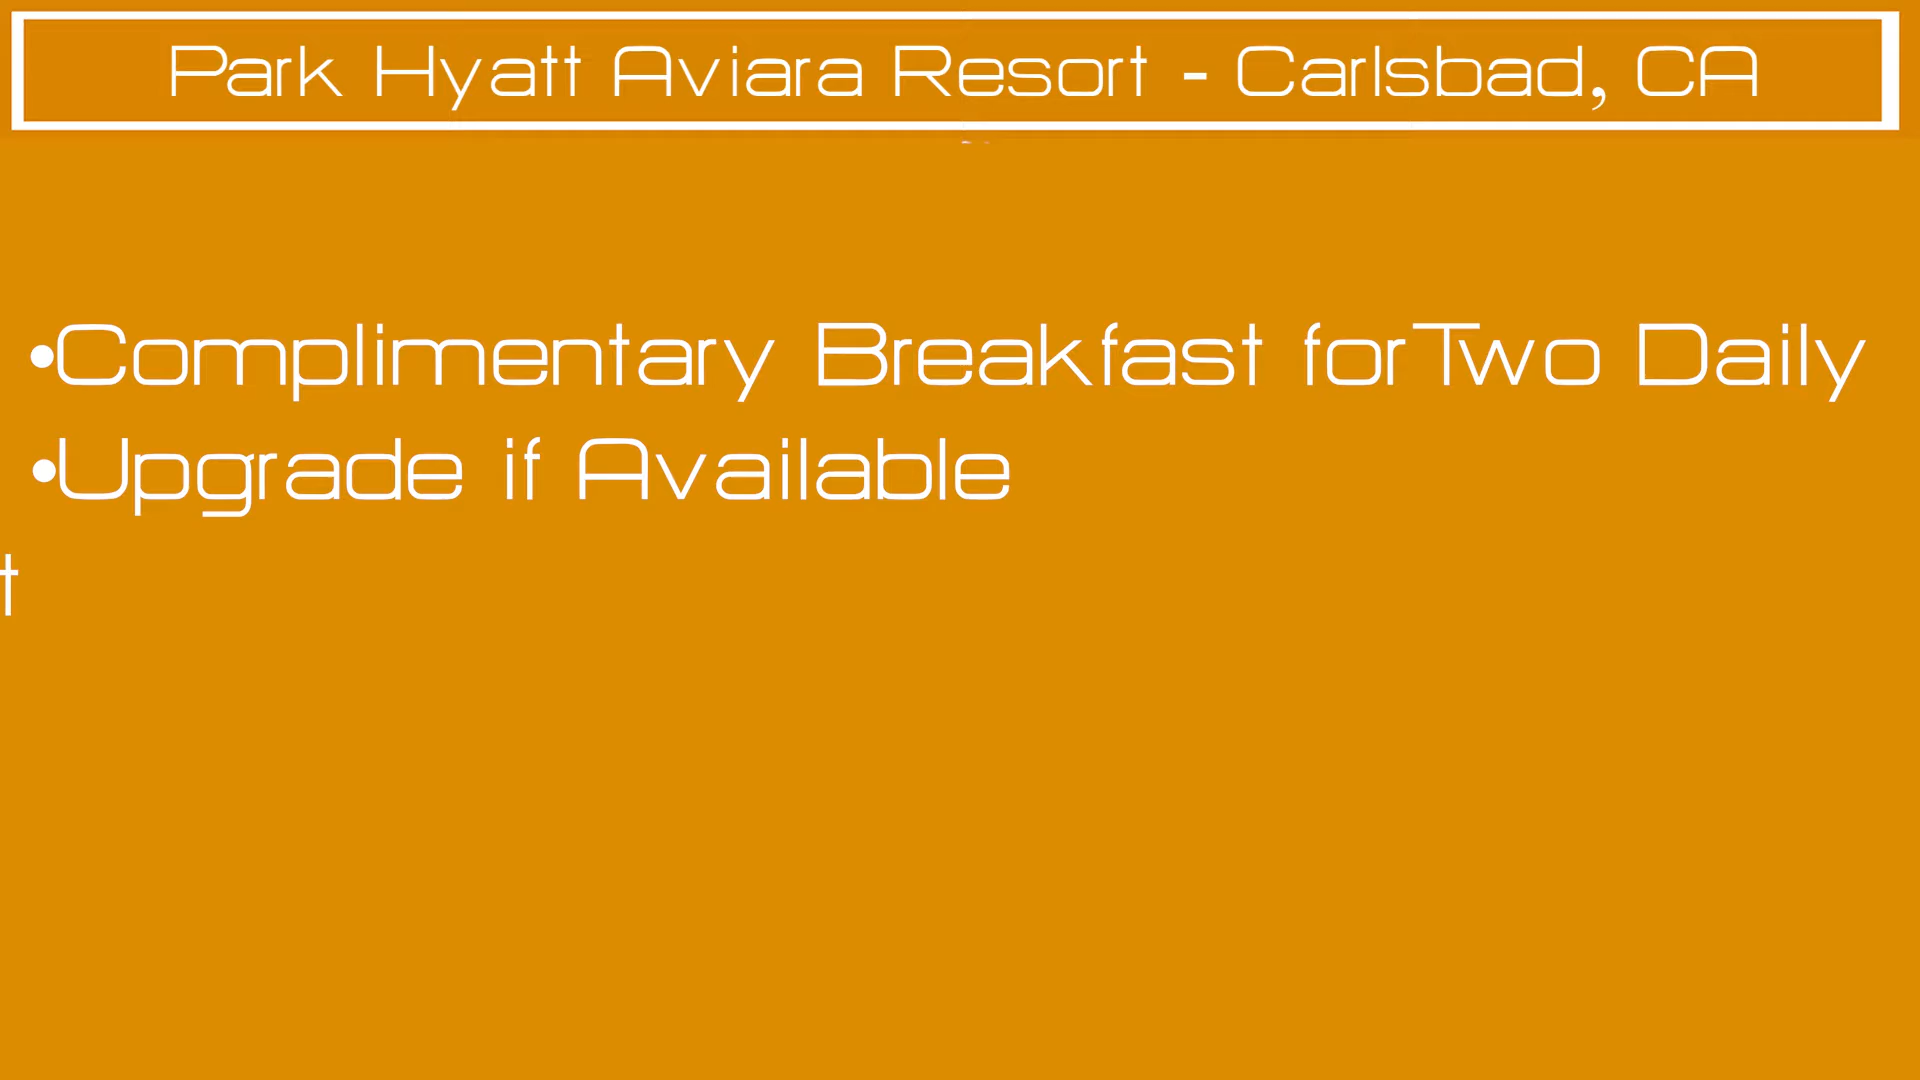 Park Hyatt Aviara Resort - Carlsbad, CA
•Complimentary Breakfast for Two Daily
•Upgrade if Available
t